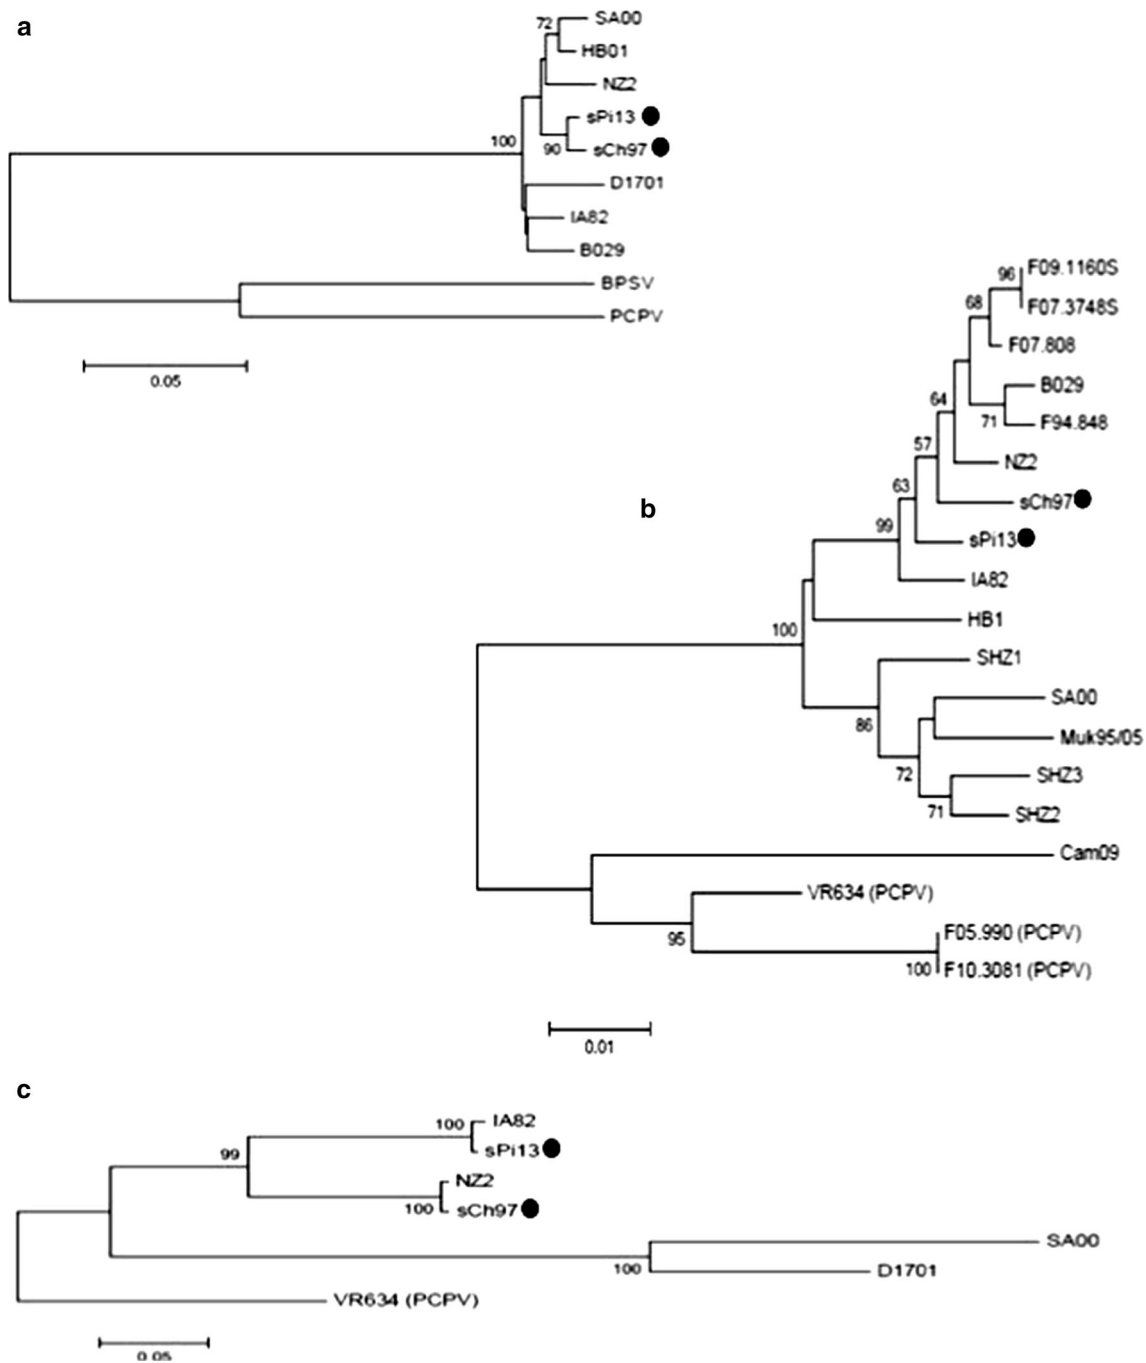 a
72
SA00
HB01
NZ2
sPi13
100
90
sCh97
D1701
IA82
B029
BPSV
PCPV
0.05
b
96
F09.1160S
68
F07.3748S
F07.808
64
B029
71
F94.848
57
NZ2
63
sCh97
99
sPi13
IA82
HB1
100
SHZ1
86
SA00
Muk95/05
72
SHZ3
71
SHZ2
Cam09
VR634 (PCPV)
95
F05.990 (PCPV)
100
F10.3081 (PCPV)
0.01
c
100
IA82
sPi13
99
NZ2
100
sCh97
SA00
100
D1701
VR634 (PCPV)
0.05